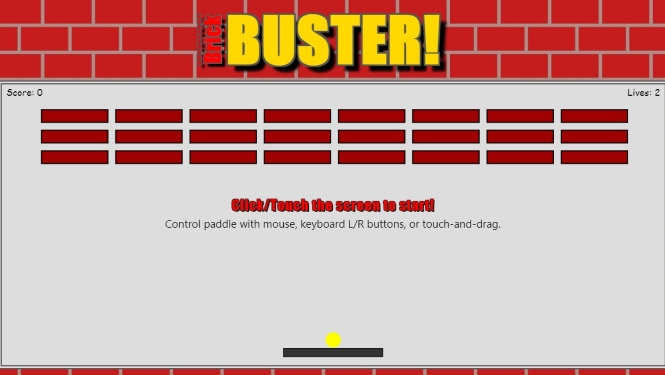 Brick
BUSTER!
Score: 0
Lives: 2
Click/Touch the screen to start!
Control paddle with mouse, keyboard L/R buttons, or touch-and-drag.